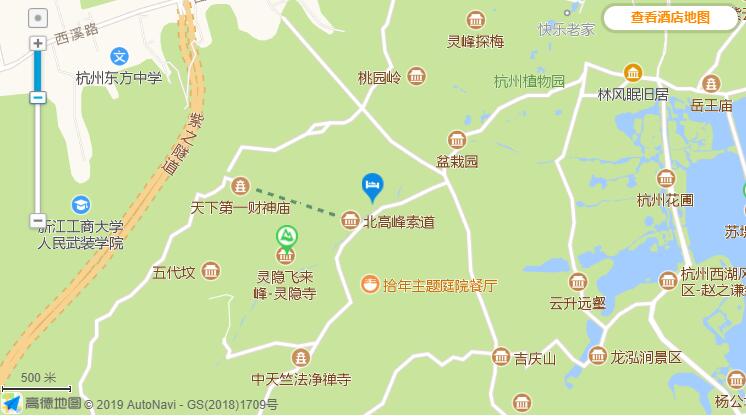 查看酒店地图
西溪路
快乐老家
灵峰探梅
杭州东方中学
桃园岭
杭州植物园
林风眠旧居
岳王庙
紫之隧道
盆栽园
天下第一财神庙
北高峰索道
杭州花圃
浙江工商大学
人民武装学院
五代坟
灵隐飞来
峰-灵隐寺
拾年主题庭院餐厅
云升远壑
杭州西湖风
区-赵之谦纪
中天竺法净禅寺
吉庆山
龙泓涧景区
杨公
500 米
高德地图 © 2019 AutoNavi - GS(2018)1709号